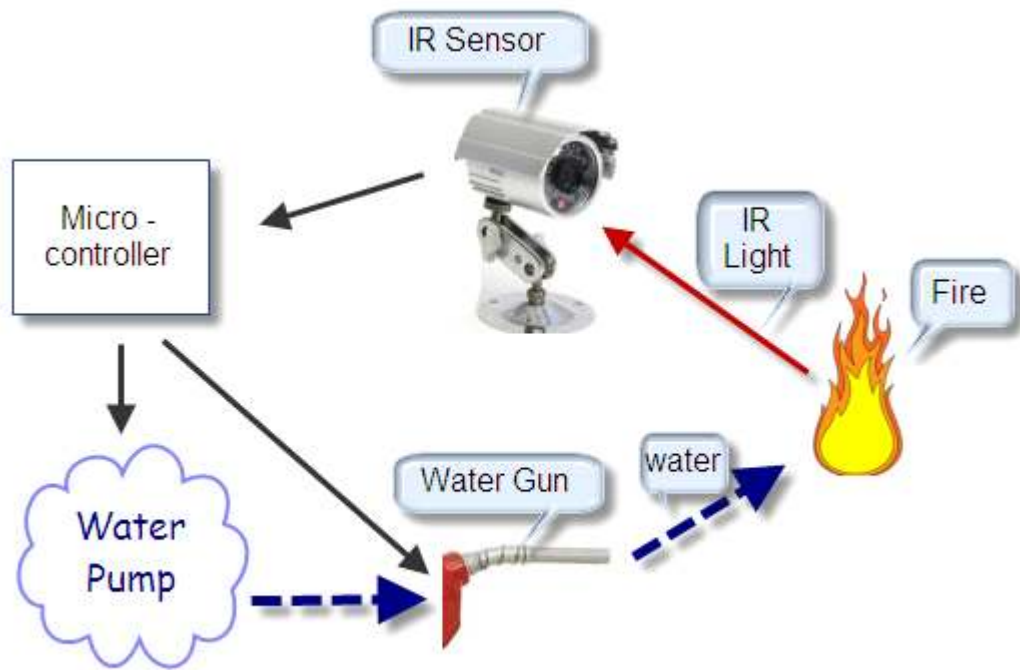 IR Sensor
Micro -
controller
IR
Light
Fire
Water Gun
water
Water
Pump